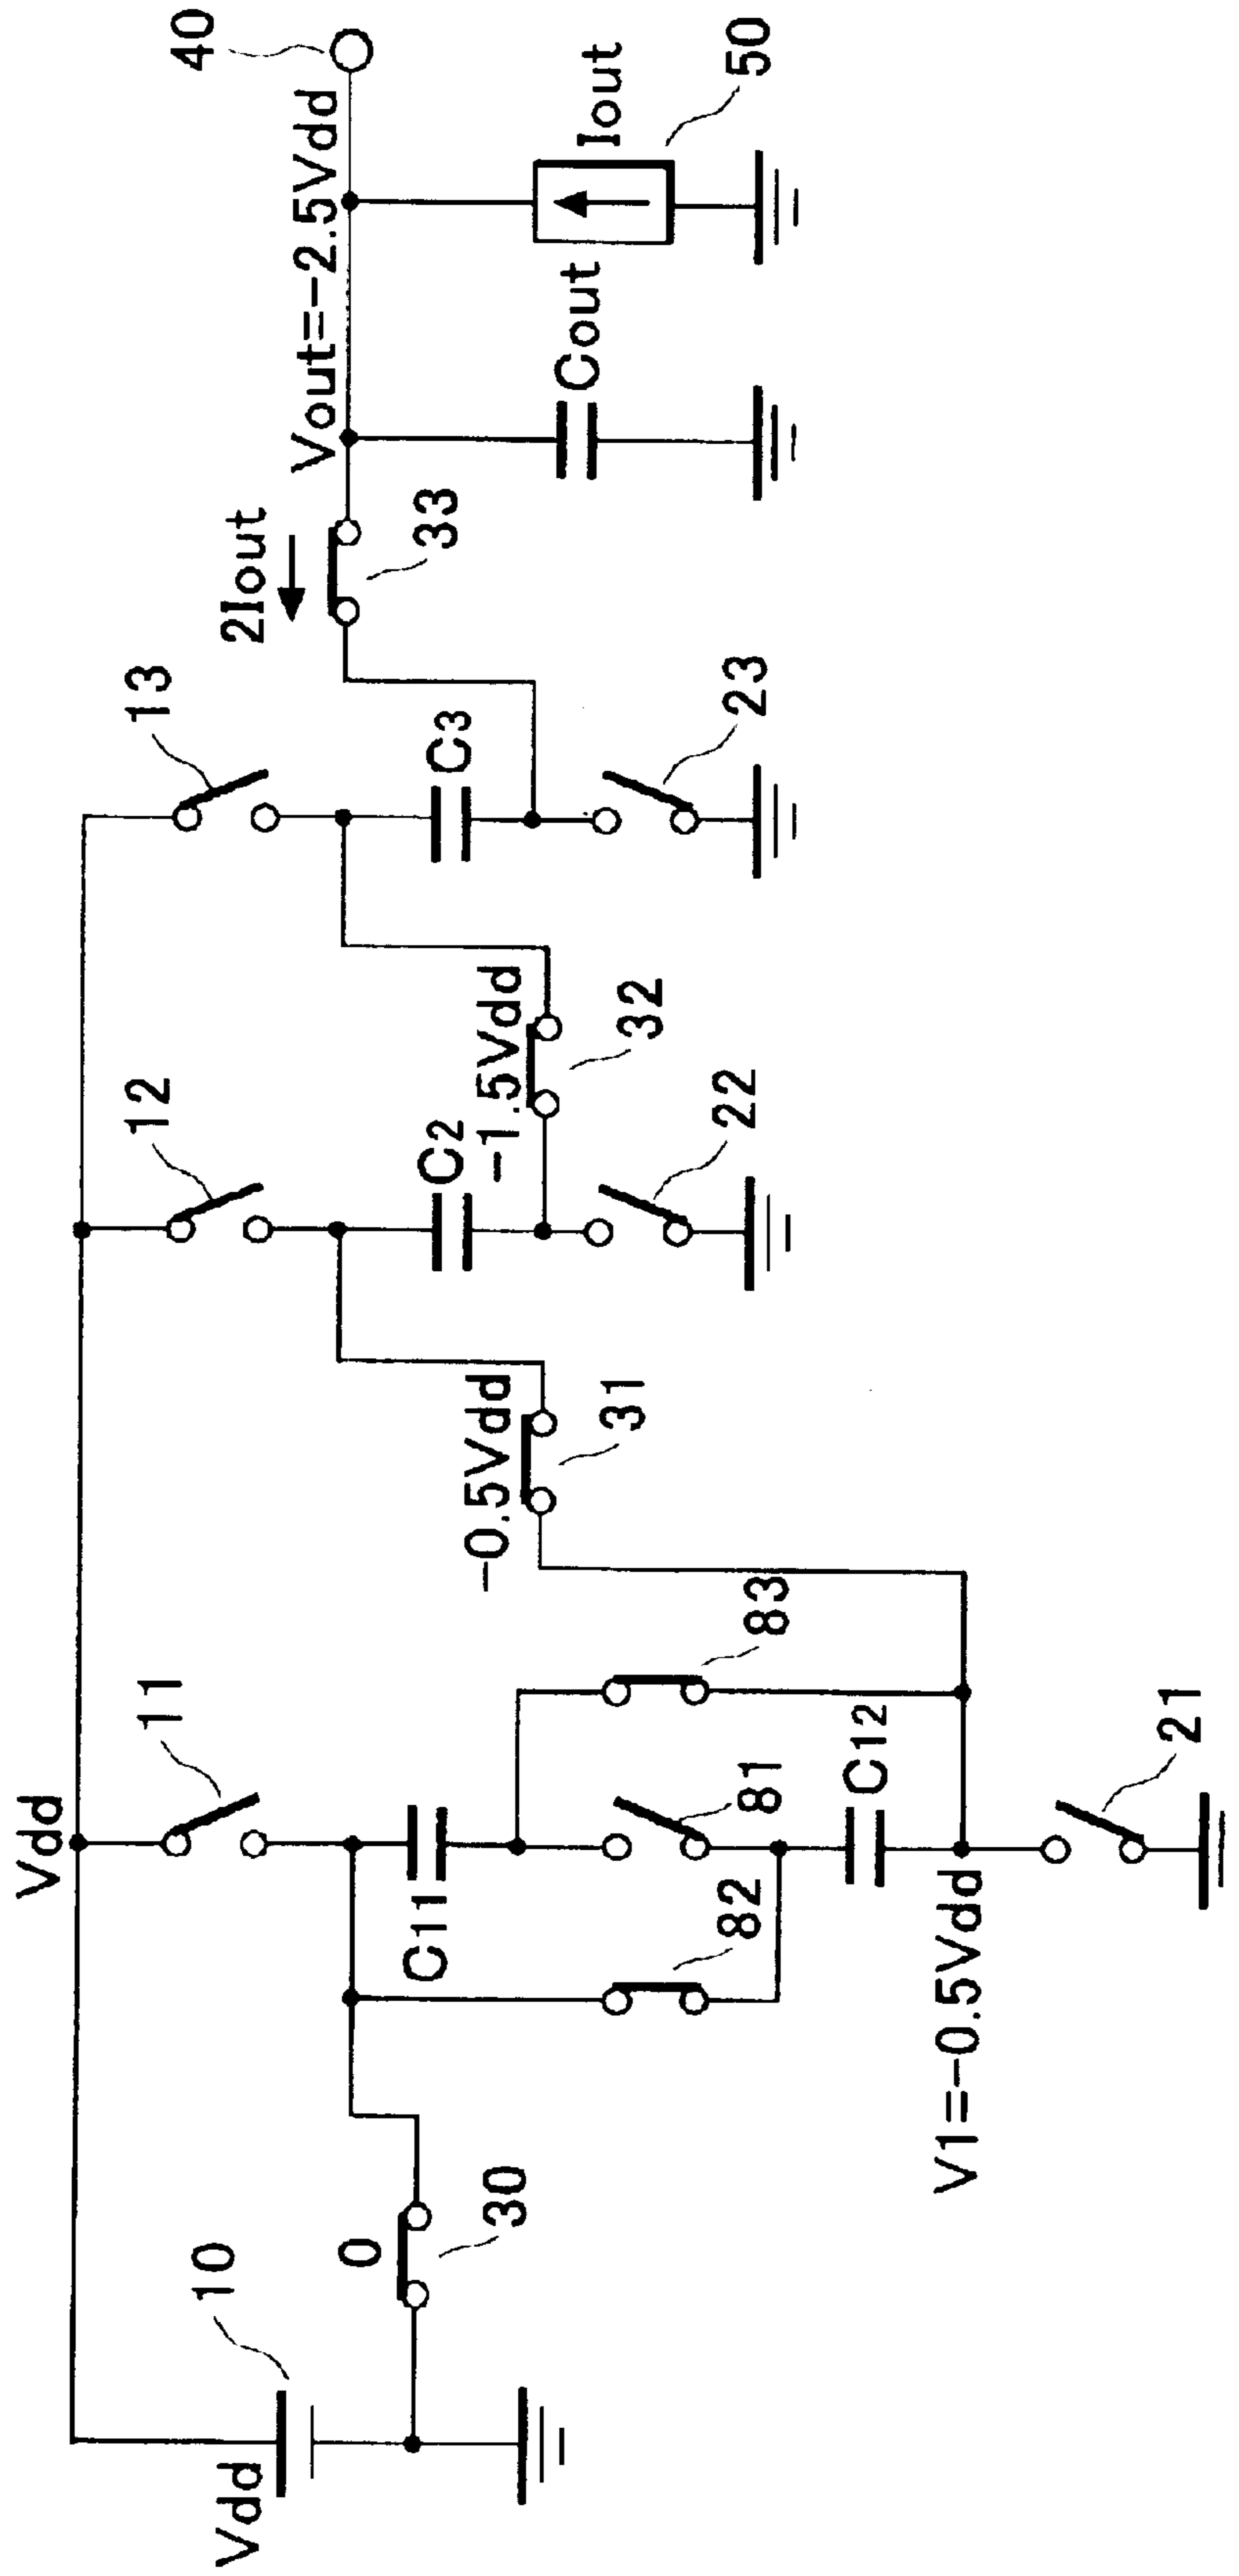 Vdd
10
Vdd
0
30
11
C11
82
81
83
C12
V1=-0.5Vdd
21
-0.5Vdd
31
12
C2
-1.5Vdd
32
22
13
C3
23
2Iout
33
Vout=-2.5Vdd
Cout
Iout
50
40